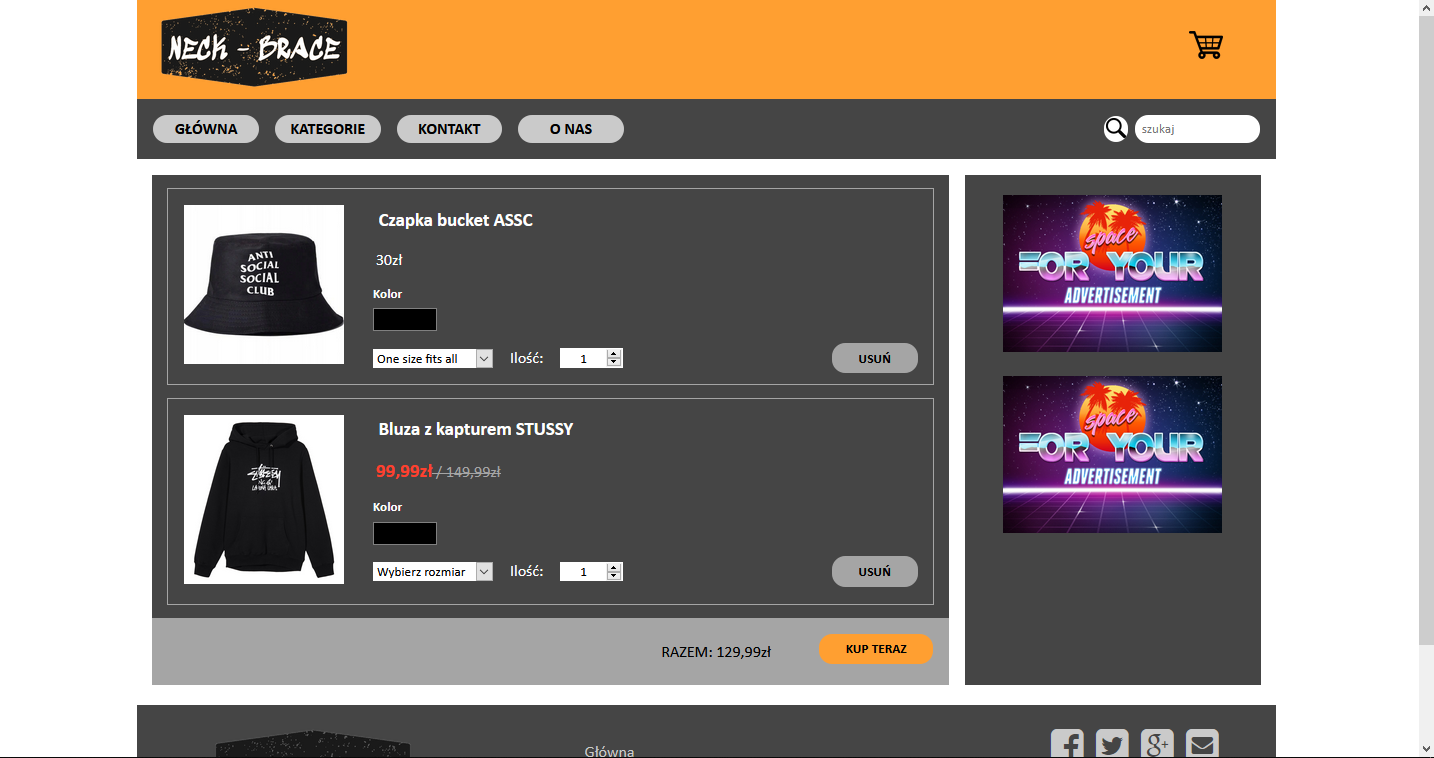 NECK - BRACE
GŁÓWNA
KATEGORIE
KONTAKT
O NAS
szukaj
ANTI
SOCIAL
SOCIAL
CLUB
Czapka bucket ASSC
30zł
Kolor
One size fits all
Ilość:
1
USUŃ
Bluza z kapturem STUSSY
99,99zł / 149,99zł
Kolor
Wybierz rozmiar
Ilość:
1
USUŃ
RAZEM: 129,99zł
KUP TERAZ
space
FOR YOUR
ADVERTISEMENT
space
FOR YOUR
ADVERTISEMENT
Główna
g+